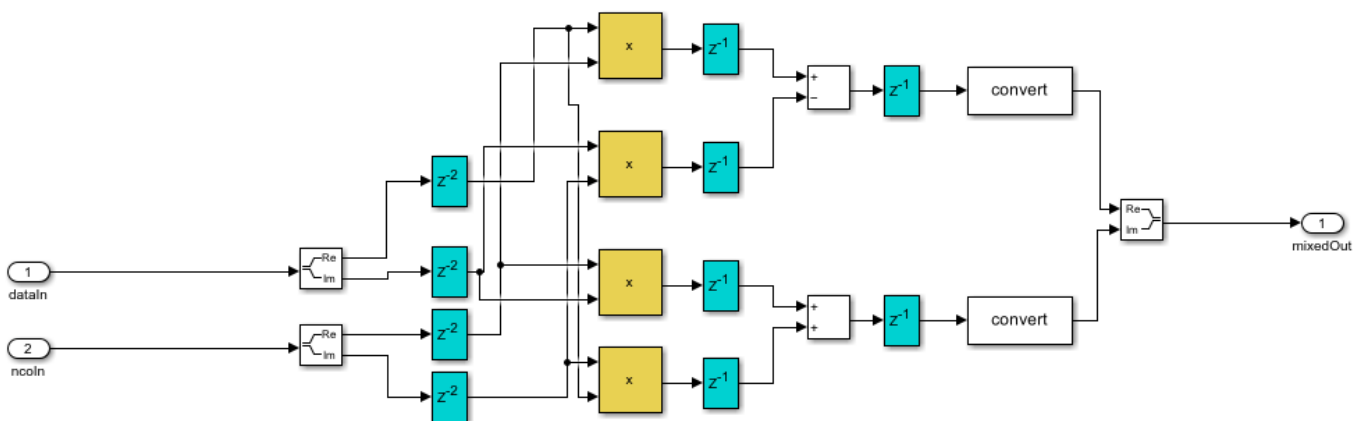 x
z-1
+
−
z-1
convert
x
z-1
z-2
Re
Im
1
dataIn
z-2
Re
Im
1
mixedOut
x
z-1
+
+
z-1
convert
2
ncoIn
Re
Im
z-2
z-2
x
z-1